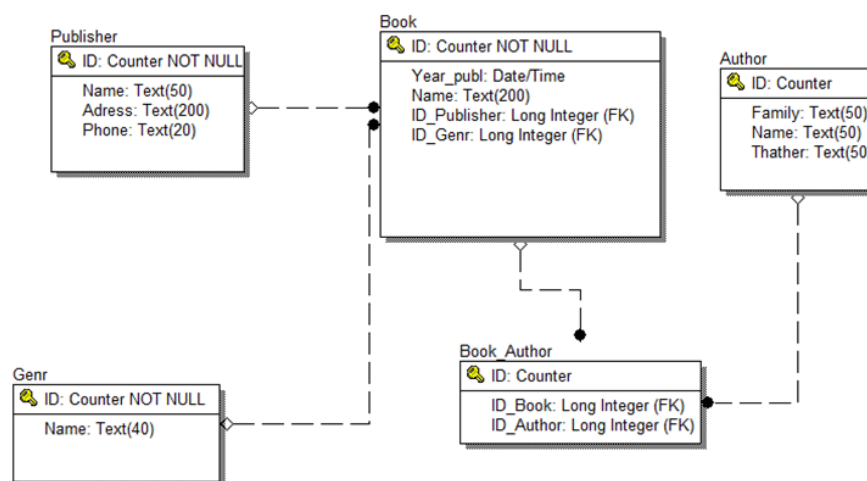 Publisher
ID: Counter NOT NULL
Name: Text(50)
Adress: Text(200)
Phone: Text(20)
Book
ID: Counter NOT NULL
Year_publ: Date/Time
Name: Text(200)
ID_Publisher: Long Integer (FK)
ID_Genr: Long Integer (FK)
Author
ID: Counter
Family: Text(50)
Name: Text(50)
Thather: Text(50
Genr
ID: Counter NOT NULL
Name: Text(40)
Book_Author
ID: Counter
ID_Book: Long Integer (FK)
ID_Author: Long Integer (FK)